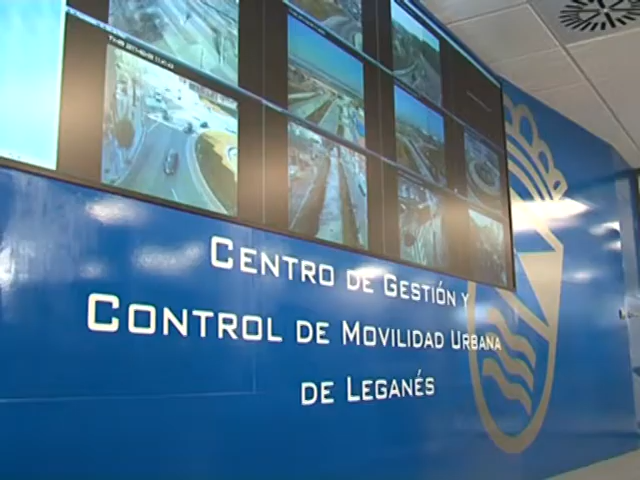 Centro de Gestión y
Control de Movilidad Urbana
de Leganés